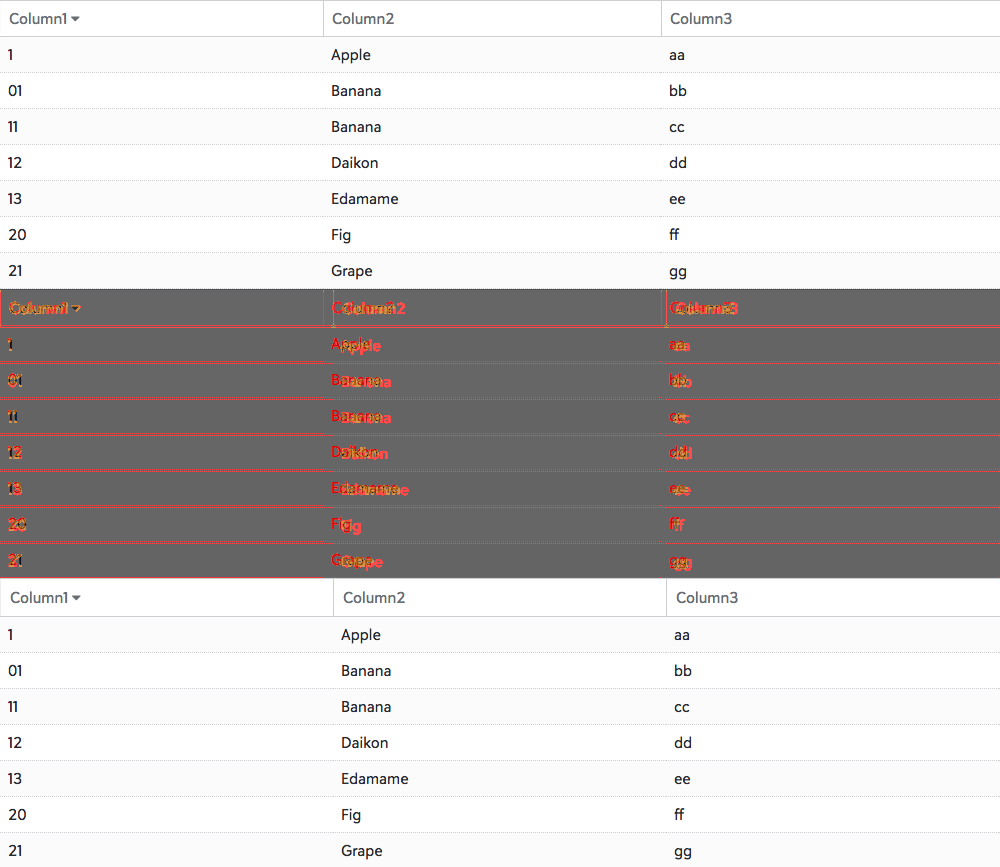 Column1 Column2 Column3
1 Apple aa
01 Banana bb
11 Banana cc
12 Daikon dd
13 Edamame ee
20 Fig ff
21 Grape gg
Column1 Column2 Column3
1 Apple aa
01 Banana bb
11 Banana cc
12 Daikon dd
13 Edamame ee
20 Fig ff
21 Grape gg
Column1 Column2 Column3
1 Apple aa
01 Banana bb
11 Banana cc
12 Daikon dd
13 Edamame ee
20 Fig ff
21 Grape gg